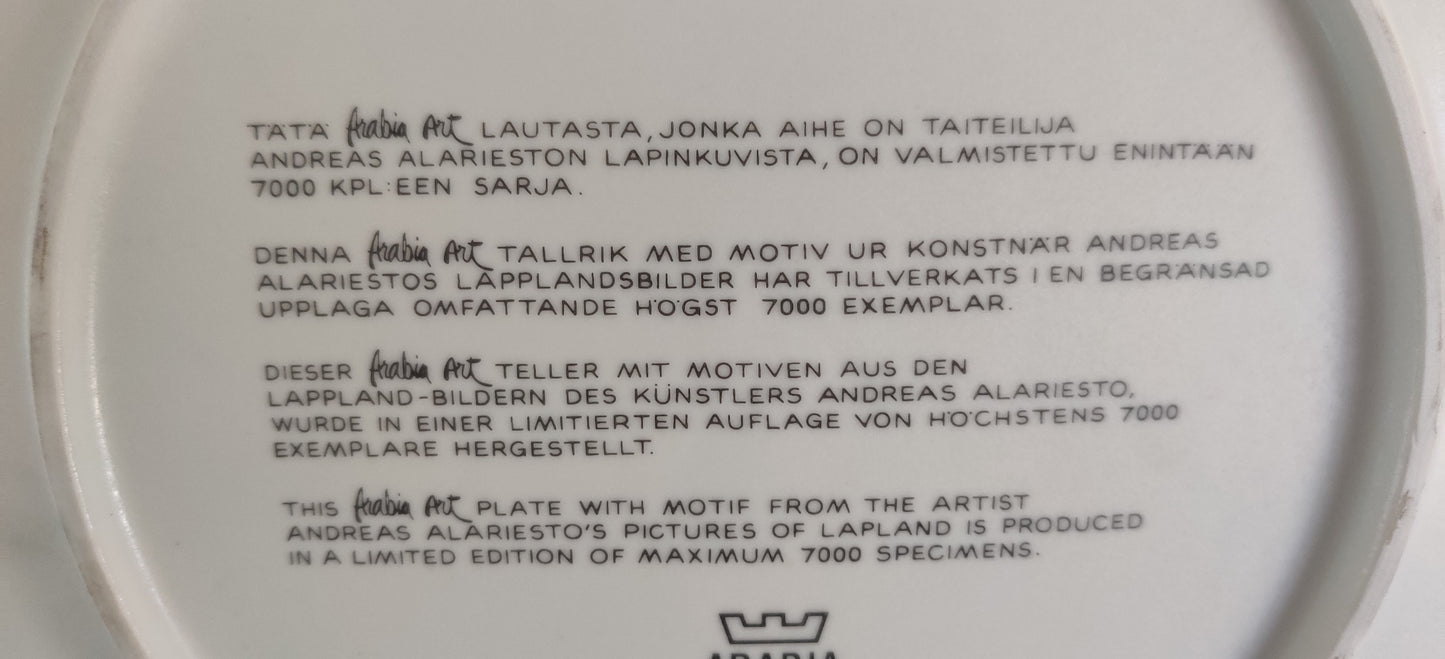 TÄTÄ Arabia Art LAUTASTA, JONKA AIHE ON TAITEILIJA
ANDREAS ALARIESTON LAPINKUVISTA, ON VALMISTETTU ENINTÄÄN
7000 KPL:EEN SARJA.
DENNA Arabia Art TALLRIK MED MOTIV UR KONSTNÄR ANDREAS
ALARIESTOS LAPPLANDSBILDER HAR TILLVERKATS I EN BEGRÄNSAD
UPPLAGA OMFATTANDE HÖGST 7000 EXEMPLAR.
DIESER Arabia Art TELLER MIT MOTIVEN AUS DEN
LAPPLAND-BILDERN DES KÜNSTLERS ANDREAS ALARIESTO,
WURDE IN EINER LIMITIERTEN AUFLAGE VON HÖCHSTENS 7000
EXEMPLARE HERGESTELLT.
THIS Arabia Art PLATE WITH MOTIF FROM THE ARTIST
ANDREAS ALARIESTO'S PICTURES OF LAPLAND IS PRODUCED
IN A LIMITED EDITION OF MAXIMUM 7000 SPECIMENS.
ARABIA